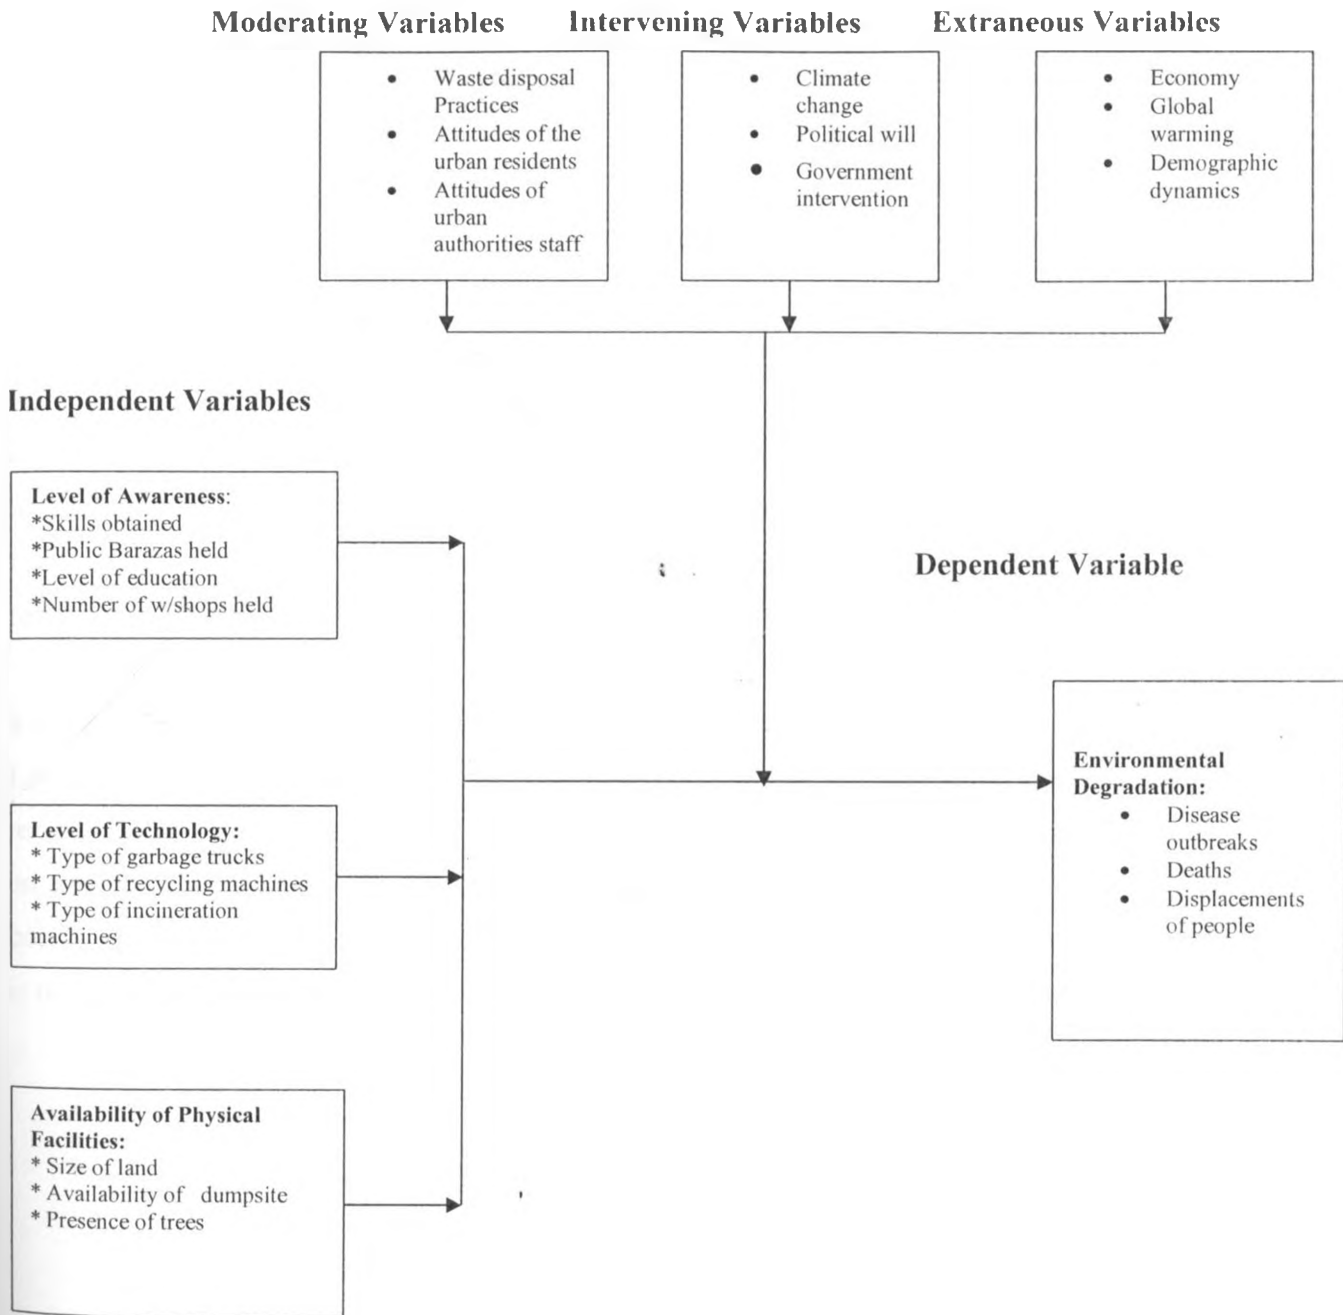 Moderating Variables Intervening Variables Extraneous Variables
• Waste disposal
Practices
• Attitudes of the
urban residents
• Attitudes of
urban
authorities staff
• Climate
change
• Political will
• Government
intervention
• Economy
• Global
warming
• Demographic
dynamics
Independent Variables
Level of Awareness:
*Skills obtained
*Public Barazas held
*Level of education
*Number of w/shops held
Dependent Variable
Level of Technology:
* Type of garbage trucks
* Type of recycling machines
* Type of incineration
machines
Environmental
Degradation:
• Disease
outbreaks
• Deaths
• Displacements
of people
Availability of Physical
Facilities:
* Size of land
* Availability of dumpsite
* Presence of trees